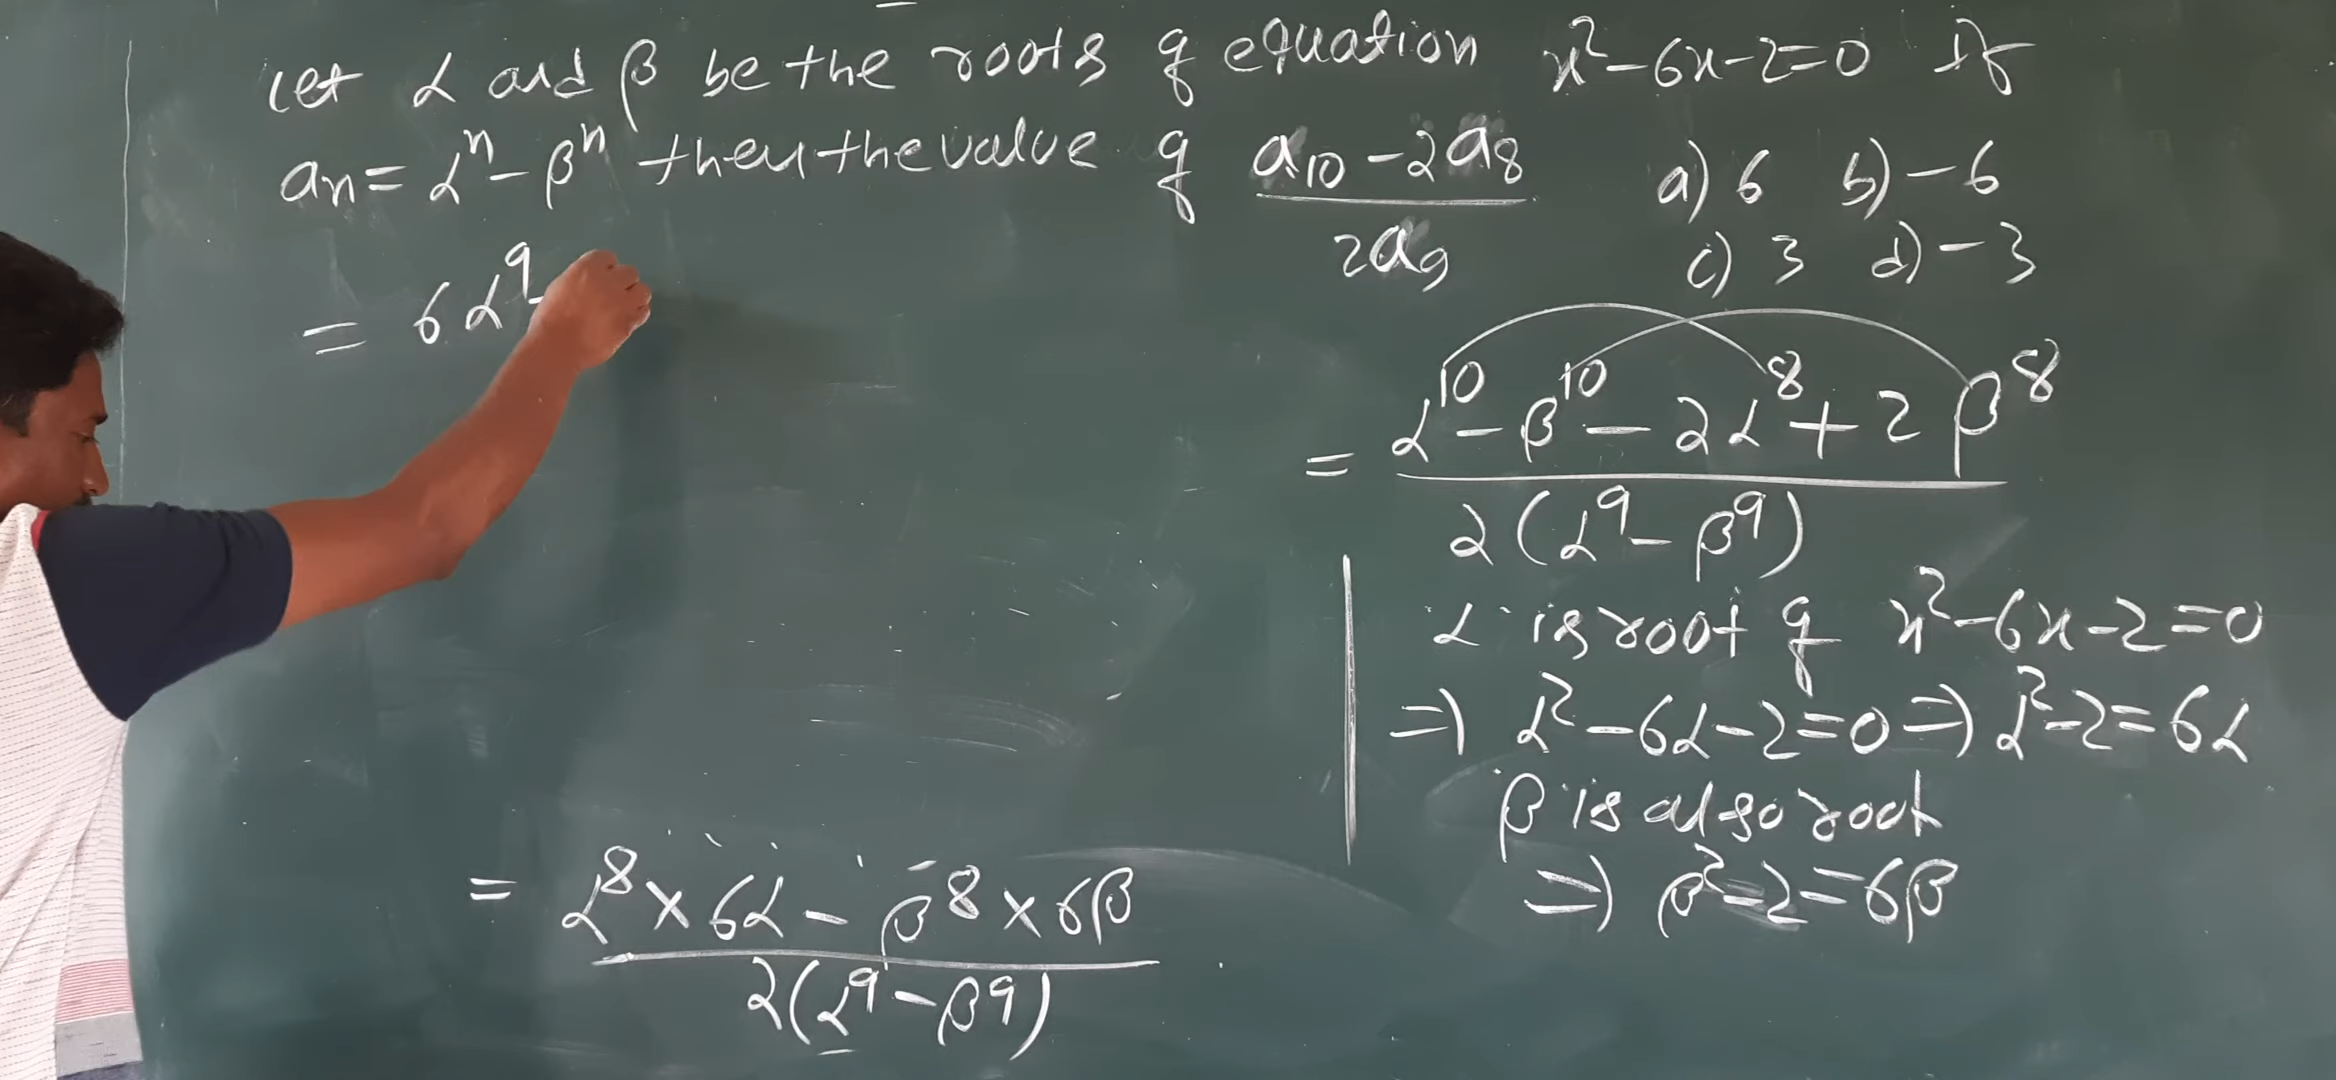 Let α and β be the roots of equation x²-6x-2=0 If
aₙ = αⁿ - βⁿ then the value of (a₁₀ - 2a₈)/(2a₉) a) 6 b) -6
c) 3 d) -3
= (α¹⁰ - β¹⁰ - 2α⁸ + 2β⁸)/(2(α⁹ - β⁹))
α is root of x²-6x-2=0
⇒ α²-6α-2=0 ⇒ α²-2=6α
β is also root
⇒ β²-2=6β
= (α⁸ × 6α - β⁸ × 6β)/(2(α⁹ - β⁹))
= 6α⁹ -